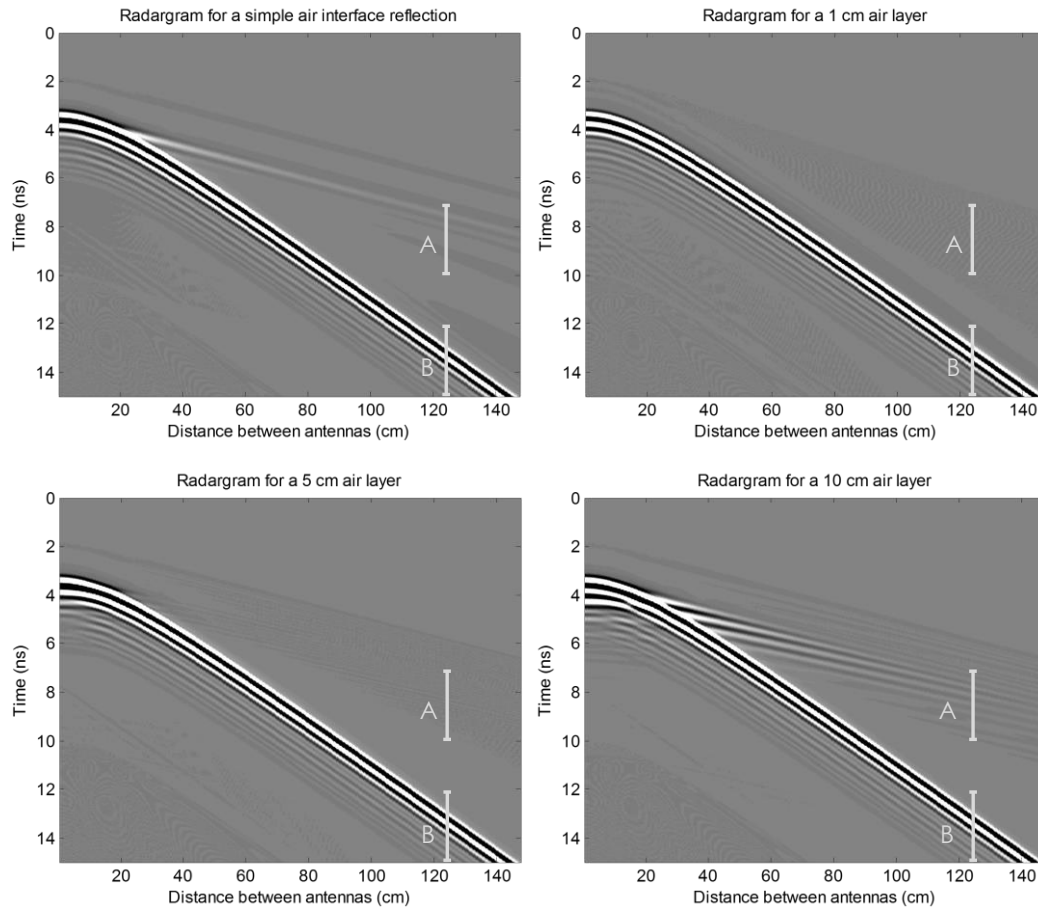 Radargram for a simple air interface reflection
0
2
4
6
8
10
12
14
Time (ns)
A
B
20 40 60 80 100 120 140
Distance between antennas (cm)
Radargram for a 1 cm air layer
0
2
4
6
8
10
12
14
Time (ns)
A
B
20 40 60 80 100 120 140
Distance between antennas (cm)
Radargram for a 5 cm air layer
0
2
4
6
8
10
12
14
Time (ns)
A
B
20 40 60 80 100 120 140
Distance between antennas (cm)
Radargram for a 10 cm air layer
0
2
4
6
8
10
12
14
Time (ns)
A
B
20 40 60 80 100 120 140
Distance between antennas (cm)